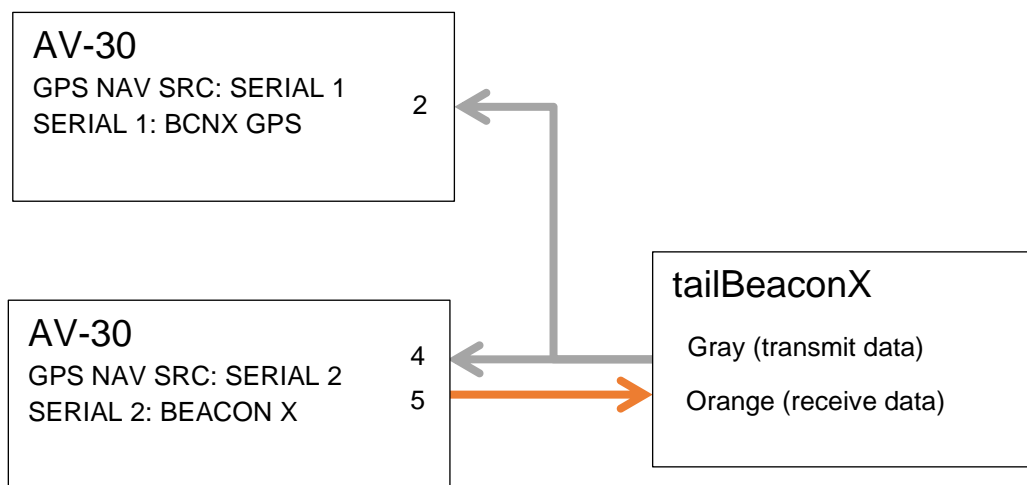 AV-30
GPS NAV SRC: SERIAL 1
SERIAL 1: BCNX GPS
2
AV-30
GPS NAV SRC: SERIAL 2
SERIAL 2: BEACON X
4
5
tailBeaconX
Gray (transmit data)
Orange (receive data)